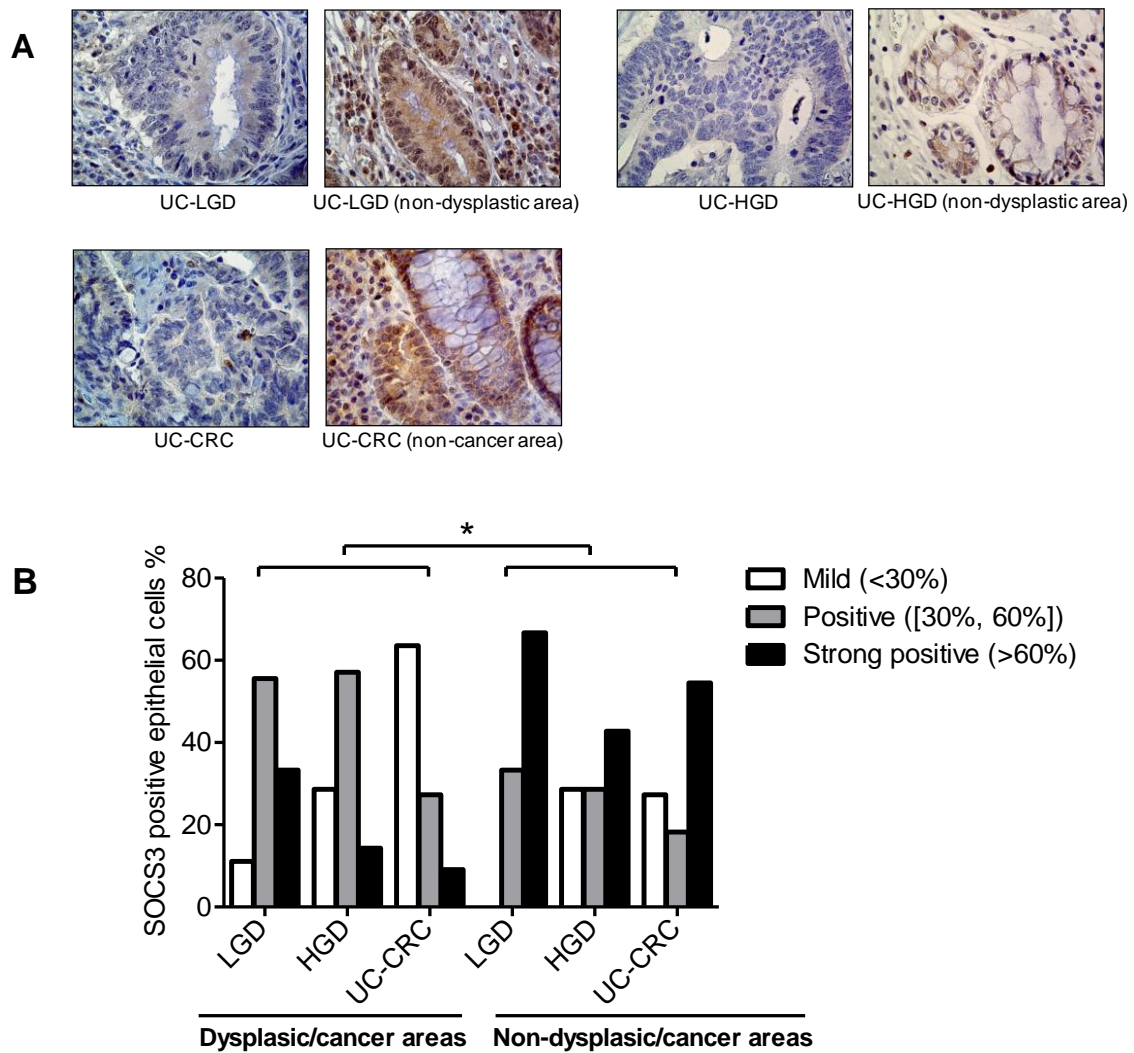 A
UC-LGD
UC-LGD (non-dysplastic area)
UC-HGD
UC-HGD (non-dysplastic area)
UC-CRC
UC-CRC (non-cancer area)
B
*
SOCS3 positive epithelial cells %
80
60
40
20
0
Mild (<30%)
Positive ([30%, 60%])
Strong positive (>60%)
LGD
HGD
UC-CRC
LGD
HGD
UC-CRC
Dysplasic/cancer areas
Non-dysplasic/cancer areas